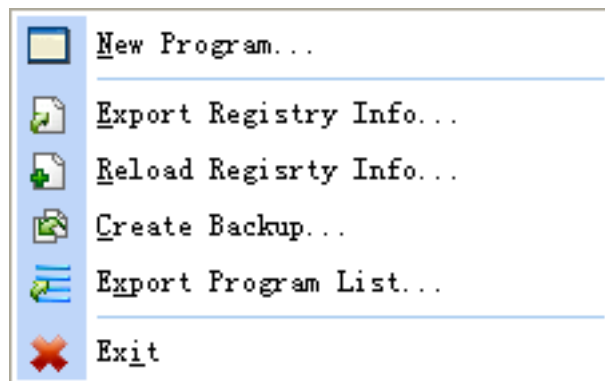 New Program...
Export Registry Info...
Reload Regisrty Info...
Create Backup...
Export Program List...
Exit